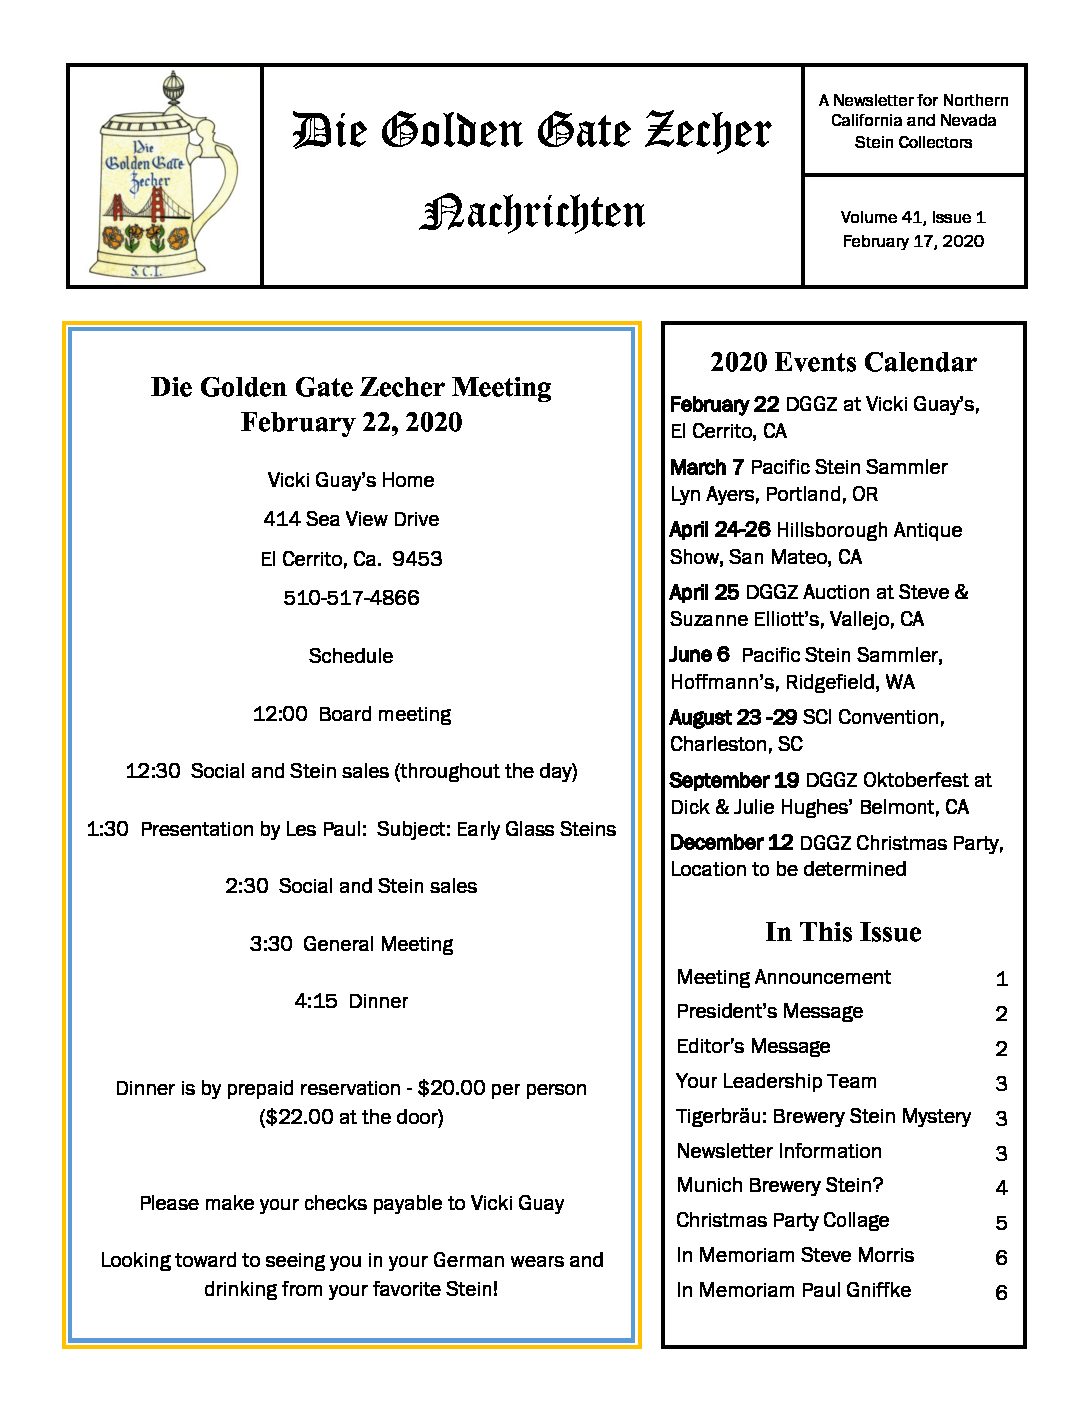 Die
Golden Gate
Zecher
S.C.I.
Die Golden Gate Zecher
Nachrichten
A Newsletter for Northern
California and Nevada
Stein Collectors
Volume 41, Issue 1
February 17, 2020
Die Golden Gate Zecher Meeting
February 22, 2020
Vicki Guay's Home
414 Sea View Drive
El Cerrito, Ca.  9453
510-517-4866
Schedule
12:00  Board meeting
12:30  Social and Stein sales (throughout the day)
1:30  Presentation by Les Paul:  Subject: Early Glass Steins
2:30  Social and Stein sales
3:30  General Meeting
4:15  Dinner
Dinner is by prepaid reservation - $20.00 per person
($22.00 at the door)
Please make your checks payable to Vicki Guay
Looking toward to seeing you in your German wears and
drinking from your favorite Stein!
2020 Events Calendar
February 22 DGGZ at Vicki Guay's,
El Cerrito, CA
March 7 Pacific Stein Sammler
Lyn Ayers, Portland, OR
April 24-26 Hillsborough Antique
Show, San Mateo, CA
April 25 DGGZ Auction at Steve &
Suzanne Elliott's, Vallejo, CA
June 6  Pacific Stein Sammler,
Hoffmann's, Ridgefield, WA
August 23 -29 SCI Convention,
Charleston, SC
September 19 DGGZ Oktoberfest at
Dick & Julie Hughes' Belmont, CA
December 12 DGGZ Christmas Party,
Location to be determined
In This Issue
Meeting Announcement 1
President's Message 2
Editor's Message 2
Your Leadership Team 3
Tigerbräu: Brewery Stein Mystery 3
Newsletter Information 3
Munich Brewery Stein? 4
Christmas Party Collage 5
In Memoriam Steve Morris 6
In Memoriam Paul Gniffke 6